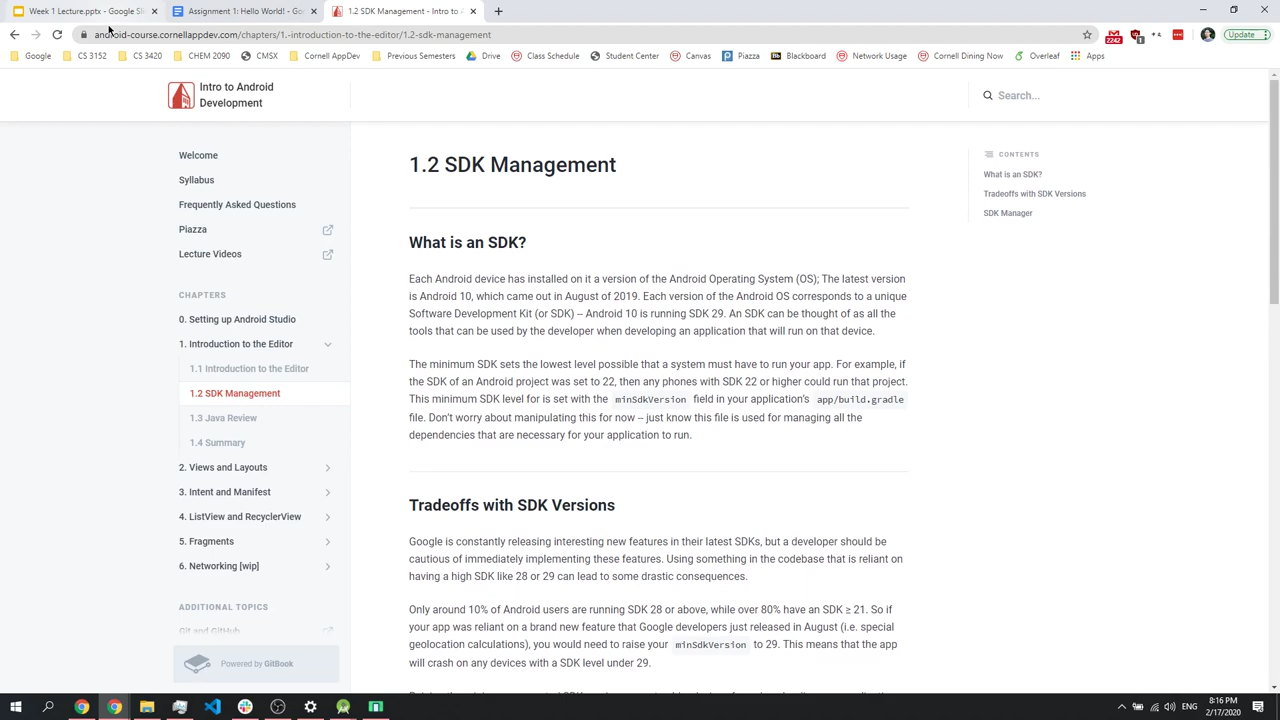 Week 1 Lecture.pptx - Google Sli
Assignment 1 - Google Docs
1.2 SDK Management - Intro to A
android-course.cornellappdev.com/chapters/1.-introduction-to-the-editor/1.2-sdk-management
2242
1
Update
Google
CS 3152
CS 3420
CHEM 2090
CMSX
Cornell AppDev
Previous Semesters
Drive
Class Schedule
Student Center
Canvas
Piazza
Blackboard
Network Usage
Cornell Dining Now
Overleaf
Apps
Intro to Android
Development
Search...
Welcome
Syllabus
Frequently Asked Questions
Piazza
Lecture Videos
CHAPTERS
0. Setting up Android Studio
1. Introduction to the Editor
1.1 Introduction to the Editor
1.2 SDK Management
1.3 Java Review
1.4 Summary
2. Views and Layouts
3. Intent and Manifest
4. ListView and RecyclerView
5. Fragments
6. Networking [wip]
ADDITIONAL TOPICS
Git and GitHub
Powered by GitBook
1.2 SDK Management
What is an SDK?
Each Android device has installed on it a version of the Android Operating System (OS); The latest version
is Android 10, which came out in August of 2019. Each version of the Android OS corresponds to a unique
Software Development Kit (or SDK) -- Android 10 is running SDK 29. An SDK can be thought of as all the
tools that can be used by the developer when developing an application that will run on that device.
The minimum SDK sets the lowest level possible that a system must have to run your app. For example, if
the SDK of an Android project was set to 22, then any phones with SDK 22 or higher could run that project.
This minimum SDK level for is set with the minSdkVersion field in your application's app/build.gradle
file. Don't worry about manipulating this for now -- just know this file is used for managing all the
dependencies that are necessary for your application to run.
Tradeoffs with SDK Versions
Google is constantly releasing interesting new features in their latest SDKs, but a developer should be
cautious of immediately implementing these features. Using something in the codebase that is reliant on
having a high SDK like 28 or 29 can lead to some drastic consequences.
Only around 10% of Android users are running SDK 28 or above, while over 80% have an SDK ≥ 21. So if
your app was reliant on a brand new feature that Google developers just released in August (i.e. special
geolocation calculations), you would need to raise your minSdkVersion to 29. This means that the app
will crash on any devices with a SDK level under 29.
CONTENTS
What is an SDK?
Tradeoffs with SDK Versions
SDK Manager
ENG
8:16 PM
2/17/2020